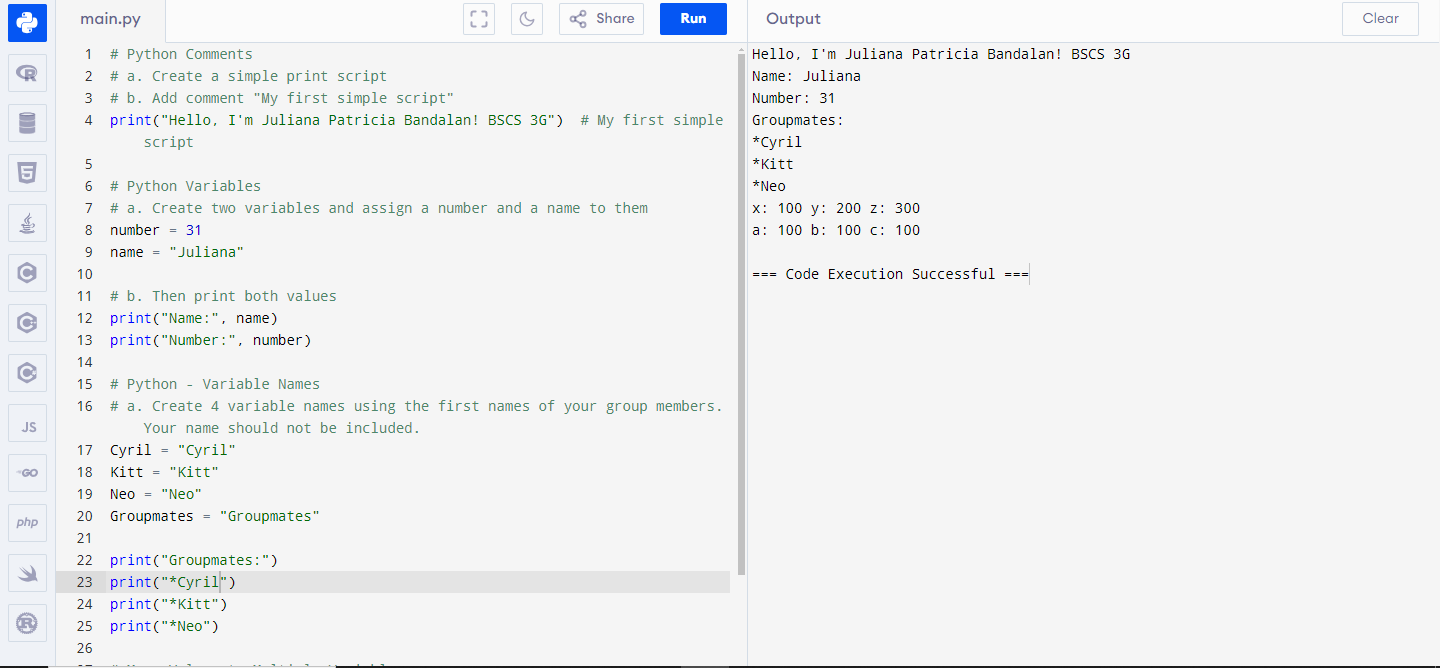 main.py
Share
Run
Output
Clear
1 # Python Comments
2 # a. Create a simple print script
3 # b. Add comment "My first simple script"
4 print("Hello, I'm Juliana Patricia Bandalan! BSCS 3G")  # My first simple
script
5
6 # Python Variables
7 # a. Create two variables and assign a number and a name to them
8 number = 31
9 name = "Juliana"
10
11 # b. Then print both values
12 print("Name:", name)
13 print("Number:", number)
14
15 # Python - Variable Names
16 # a. Create 4 variable names using the first names of your group members.
Your name should not be included.
17 Cyril = "Cyril"
18 Kitt = "Kitt"
19 Neo = "Neo"
20 Groupmates = "Groupmates"
21
22 print("Groupmates:")
23 print("*Cyril")
24 print("*Kitt")
25 print("*Neo")
26
Hello, I'm Juliana Patricia Bandalan! BSCS 3G
Name: Juliana
Number: 31
Groupmates:
*Cyril
*Kitt
*Neo
x: 100 y: 200 z: 300
a: 100 b: 100 c: 100
=== Code Execution Successful ===
R
5
C
C
C
JS
GO
php
R